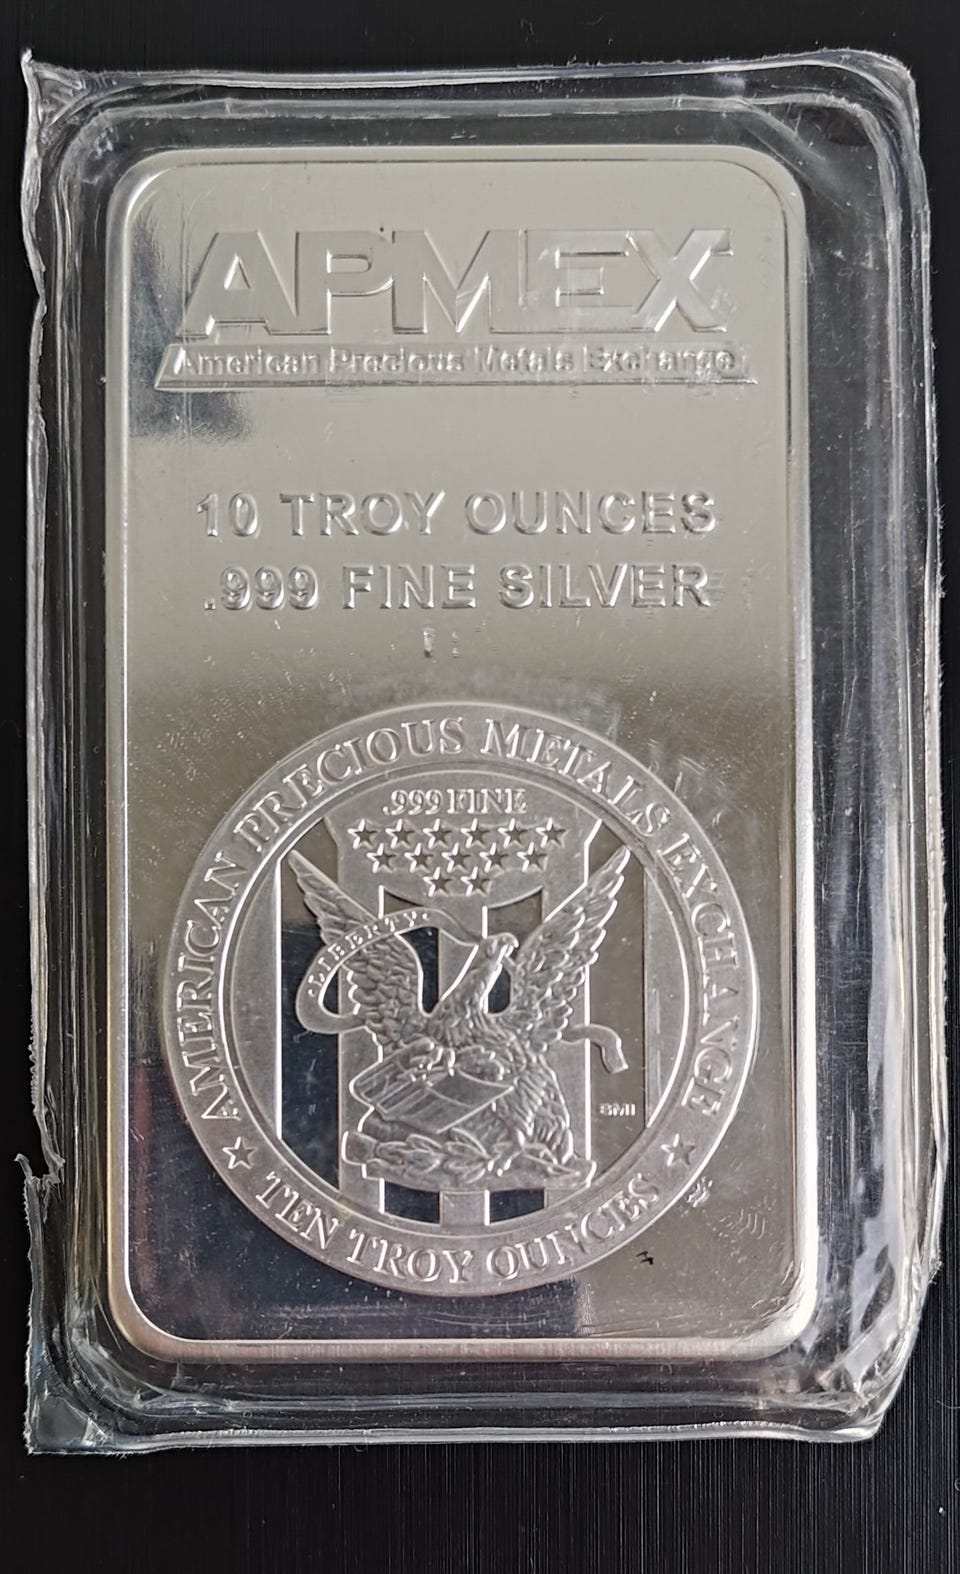 APMEX
American Precious Metals Exchange
10 TROY OUNCES
.999 FINE SILVER
AMERICAN PRECIOUS METALS EXCHANGE
.999 FINE
LIBERTY
SMI
TEN TROY OUNCES